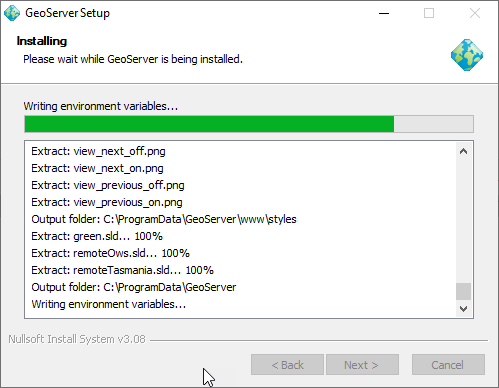 GeoServer Setup
Installing
Please wait while GeoServer is being installed.
Writing environment variables...
Extract: view_next_off.png
Extract: view_next_on.png
Extract: view_previous_off.png
Extract: view_previous_on.png
Output folder: C:\ProgramData\GeoServer\www\styles
Extract: green.sld... 100%
Extract: remoteOws.sld... 100%
Extract: remoteTasmania.sld... 100%
Output folder: C:\ProgramData\GeoServer
Writing environment variables...
Nullsoft Install System v3.08
< Back
Next >
Cancel